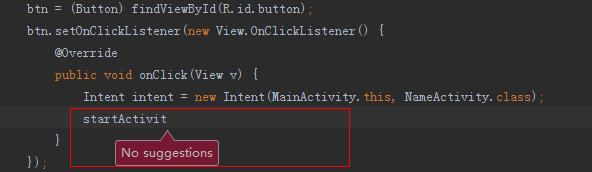 btn = (Button) findViewById(R.id.button);
btn.setOnClickListener(new View.OnClickListener() {
@Override
public void onClick(View v) {
Intent intent = new Intent(MainActivity.this, NameActivity.class);
startActivit
}
No suggestions
});